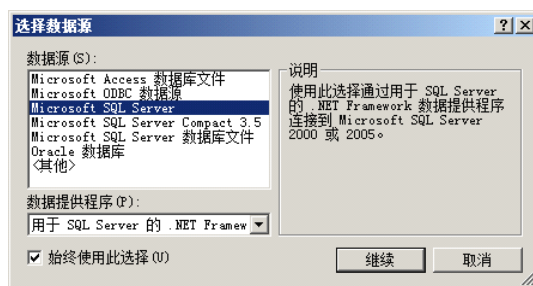 选择数据源
数据源(S):
Microsoft Access 数据库文件
Microsoft ODBC 数据源
Microsoft SQL Server
Microsoft SQL Server Compact 3.5
Microsoft SQL Server 数据库文件
Oracle 数据库
<其他>
说明
使用此选择通过用于 SQL Server
的 .NET Framework 数据提供程序
连接到 Microsoft SQL Server
2000 或 2005。
数据提供程序(P):
用于 SQL Server 的 .NET Framew
始终使用此选择(U)
继续
取消